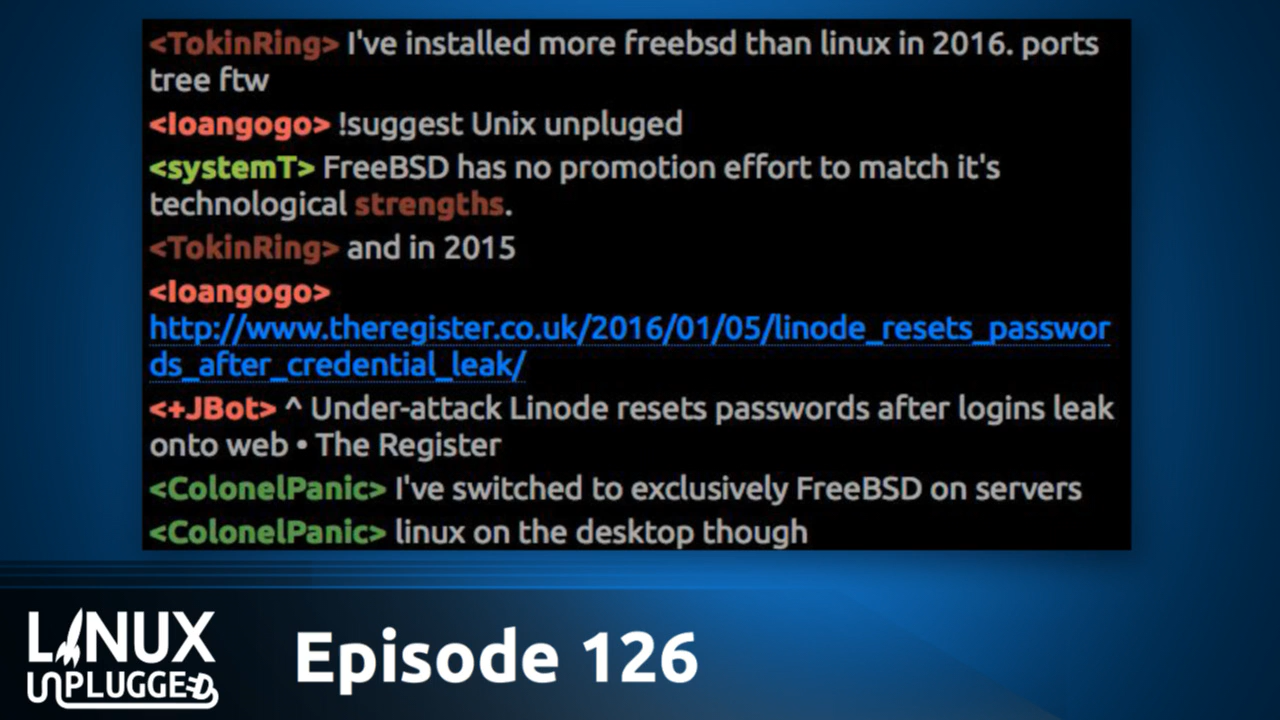 <TokinRing> I've installed more freebsd than linux in 2016. ports
tree ftw
<loangogo> !suggest Unix unpluged
<systemT> FreeBSD has no promotion effort to match it's
technological strengths.
<TokinRing> and in 2015
<loangogo>
http://www.theregister.co.uk/2016/01/05/linode_resets_passwor
ds_after_credential_leak/
<+JBot> ^ Under-attack Linode resets passwords after logins leak
onto web • The Register
<ColonelPanic> I've switched to exclusively FreeBSD on servers
<ColonelPanic> linux on the desktop though
LINUX
UNPLUGGED
Episode 126